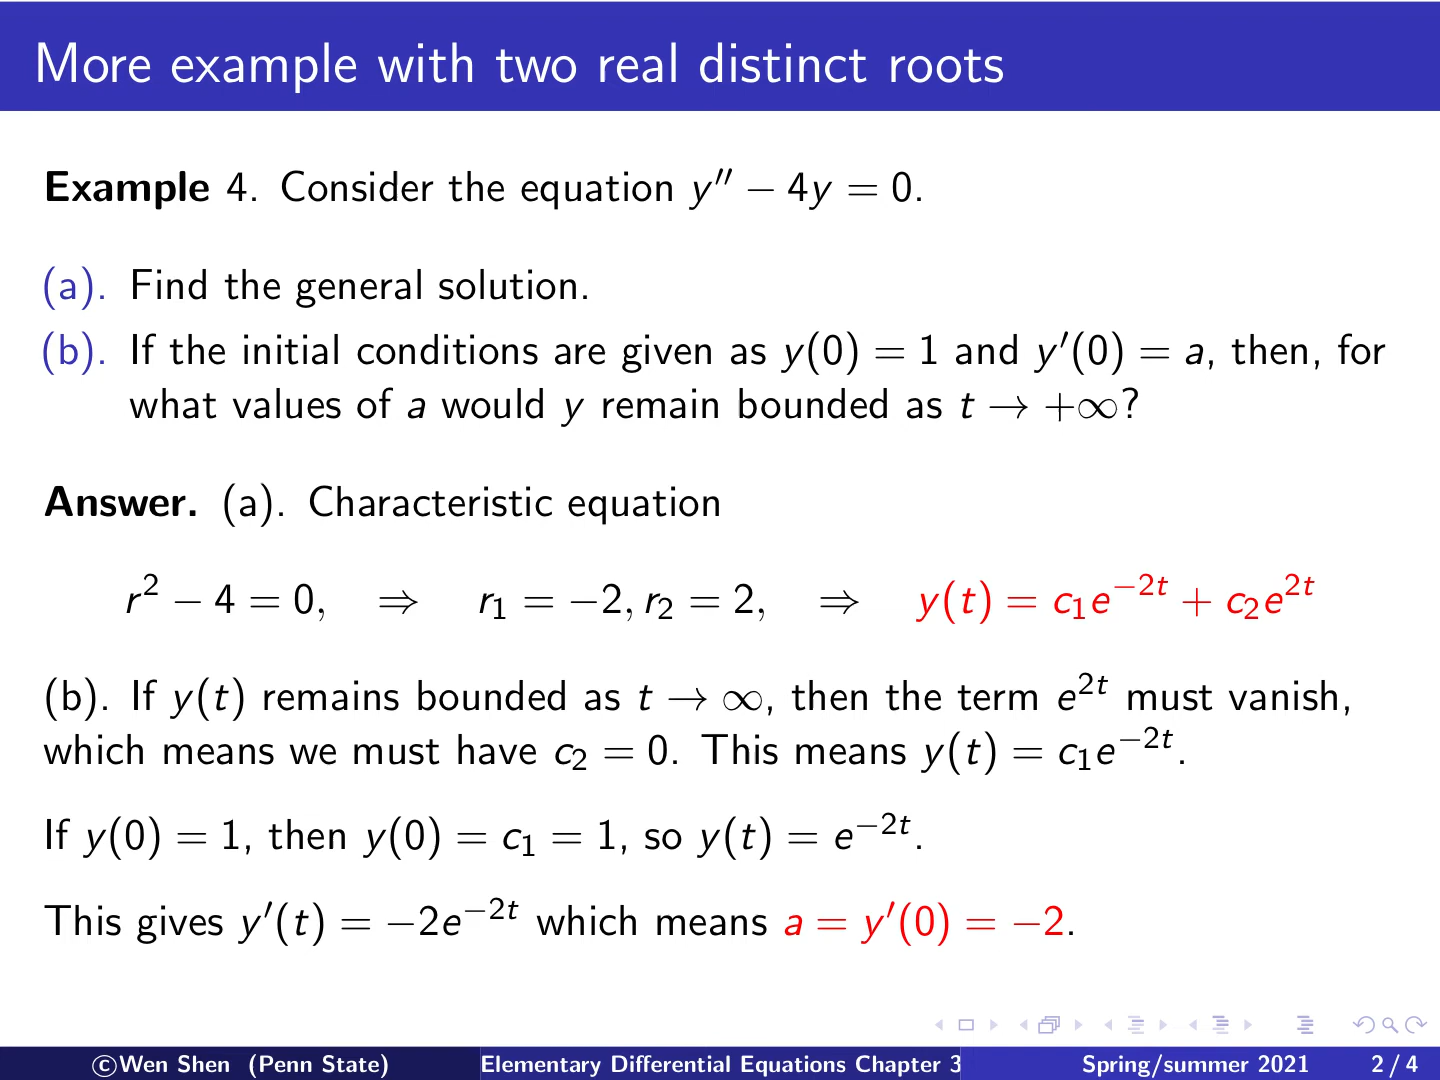 More example with two real distinct roots
Example 4. Consider the equation y′′ − 4y = 0.
(a). Find the general solution.
(b). If the initial conditions are given as y(0) = 1 and y′(0) = a, then, for
what values of a would y remain bounded as t → +∞?
Answer. (a). Characteristic equation
r² − 4 = 0, ⇒ r₁ = −2, r₂ = 2, ⇒ y(t) = c₁e⁻²ᵗ + c₂e²ᵗ
(b). If y(t) remains bounded as t → ∞, then the term e²ᵗ must vanish,
which means we must have c₂ = 0. This means y(t) = c₁e⁻²ᵗ.
If y(0) = 1, then y(0) = c₁ = 1, so y(t) = e⁻²ᵗ.
This gives y′(t) = −2e⁻²ᵗ which means a = y′(0) = −2.
©Wen Shen (Penn State) Elementary Differential Equations Chapter 3 Spring/summer 2021 2 / 4